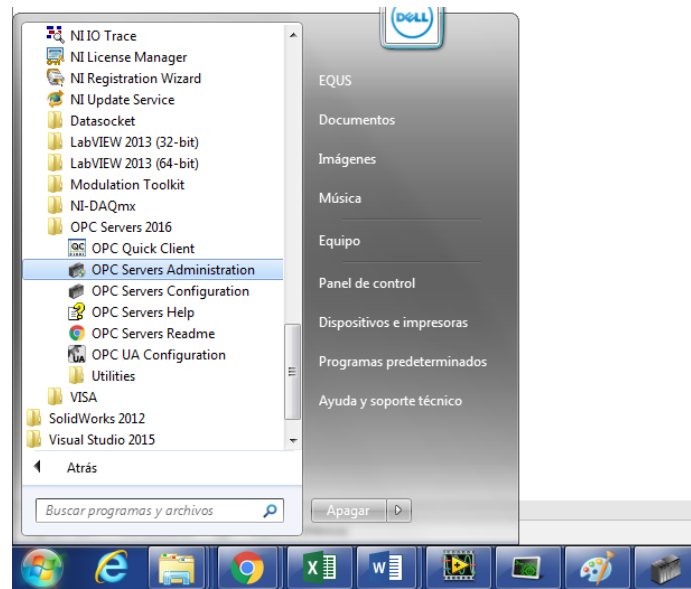 NI IO Trace
NI License Manager
NI Registration Wizard
NI Update Service
Datasocket
LabVIEW 2013 (32-bit)
LabVIEW 2013 (64-bit)
Modulation Toolkit
NI-DAQmx
OPC Servers 2016
QC OPC Quick Client
OPC Servers Administration
OPC Servers Configuration
OPC Servers Help
OPC Servers Readme
UA OPC UA Configuration
Utilities
VISA
SolidWorks 2012
Visual Studio 2015
Atrás
Buscar programas y archivos
DELL
EQUS
Documentos
Imágenes
Música
Equipo
Panel de control
Dispositivos e impresoras
Programas predeterminados
Ayuda y soporte técnico
Apagar